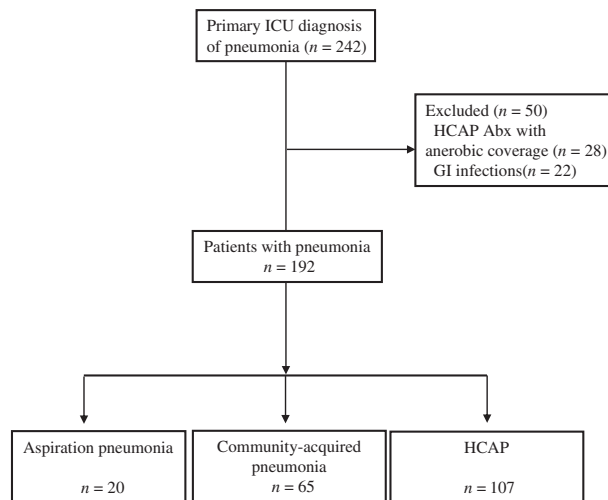 Primary ICU diagnosis
of pneumonia (n = 242)
Excluded (n = 50)
HCAP Abx with
anerobic coverage (n = 28)
GI infections(n = 22)
Patients with pneumonia
n = 192
Aspiration pneumonia
n = 20
Community-acquired
pneumonia
n = 65
HCAP
n = 107